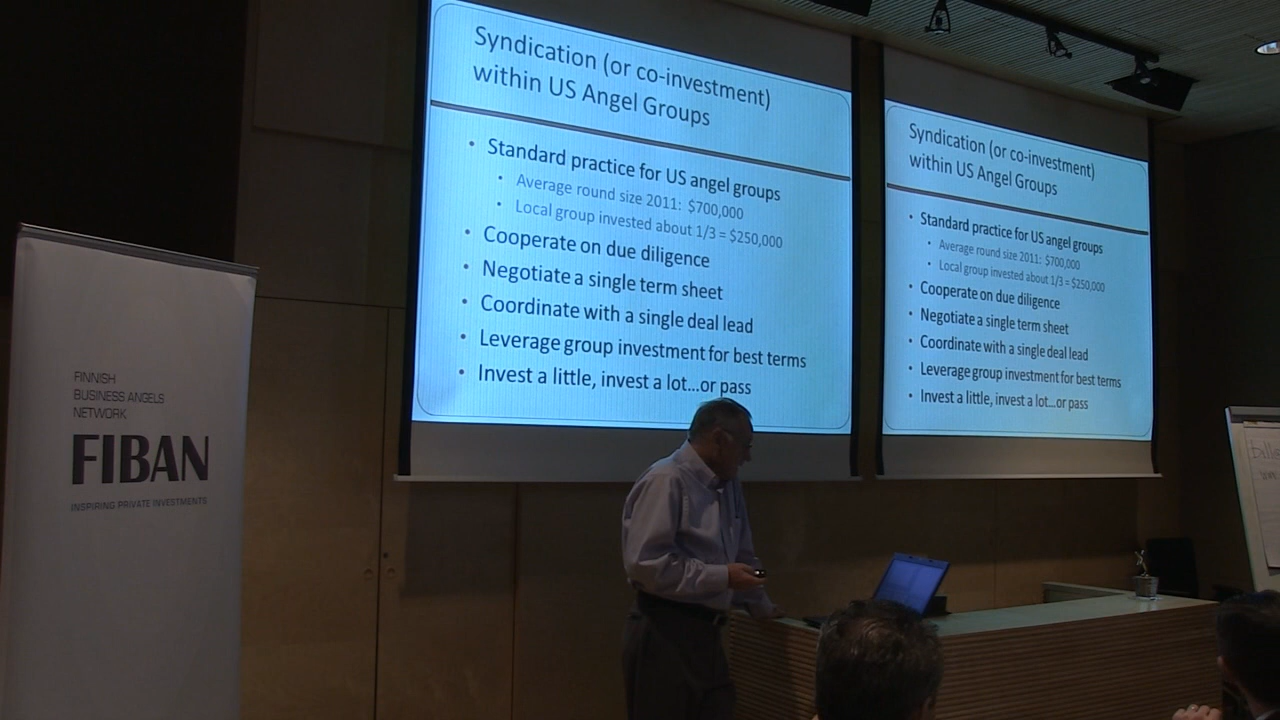 Syndication (or co-investment)
within US Angel Groups
• Standard practice for US angel groups
• Average round size 2011: $700,000
• Local group invested about 1/3 = $250,000
• Cooperate on due diligence
• Negotiate a single term sheet
• Coordinate with a single deal lead
• Leverage group investment for best terms
• Invest a little, invest a lot...or pass
Syndication (or co-investment)
within US Angel Groups
• Standard practice for US angel groups
• Average round size 2011: $700,000
• Local group invested about 1/3 = $250,000
• Cooperate on due diligence
• Negotiate a single term sheet
• Coordinate with a single deal lead
• Leverage group investment for best terms
• Invest a little, invest a lot...or pass
FINNISH
BUSINESS ANGELS
NETWORK
FIBAN
INSPIRING PRIVATE INVESTMENTS